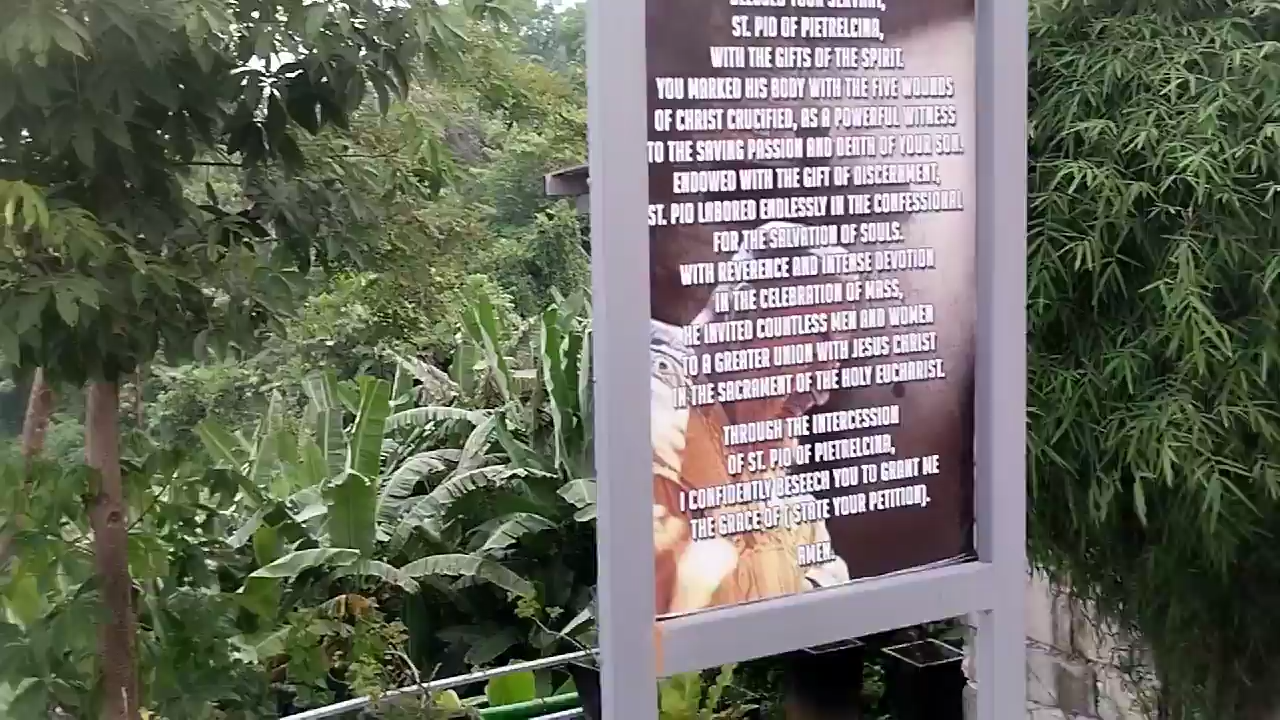 BLESSED YOUR SERVANT,
ST. PIO OF PIETRELCINA,
WITH THE GIFTS OF THE SPIRIT.
YOU MARKED HIS BODY WITH THE FIVE WOUNDS
OF CHRIST CRUCIFIED, AS A POWERFUL WITNESS
TO THE SAVING PASSION AND DEATH OF YOUR SON.
ENDOWED WITH THE GIFT OF DISCERNMENT,
ST. PIO LABORED ENDLESSLY IN THE CONFESSIONAL
FOR THE SALVATION OF SOULS.
WITH REVERENCE AND INTENSE DEVOTION
IN THE CELEBRATION OF MASS,
HE INVITED COUNTLESS MEN AND WOMEN
TO A GREATER UNION WITH JESUS CHRIST
IN THE SACRAMENT OF THE HOLY EUCHARIST.
THROUGH THE INTERCESSION
OF ST. PIO OF PIETRELCINA,
I CONFIDENTLY BESEECH YOU TO GRANT ME
THE GRACE OF ( STATE YOUR PETITION).
AMEN.